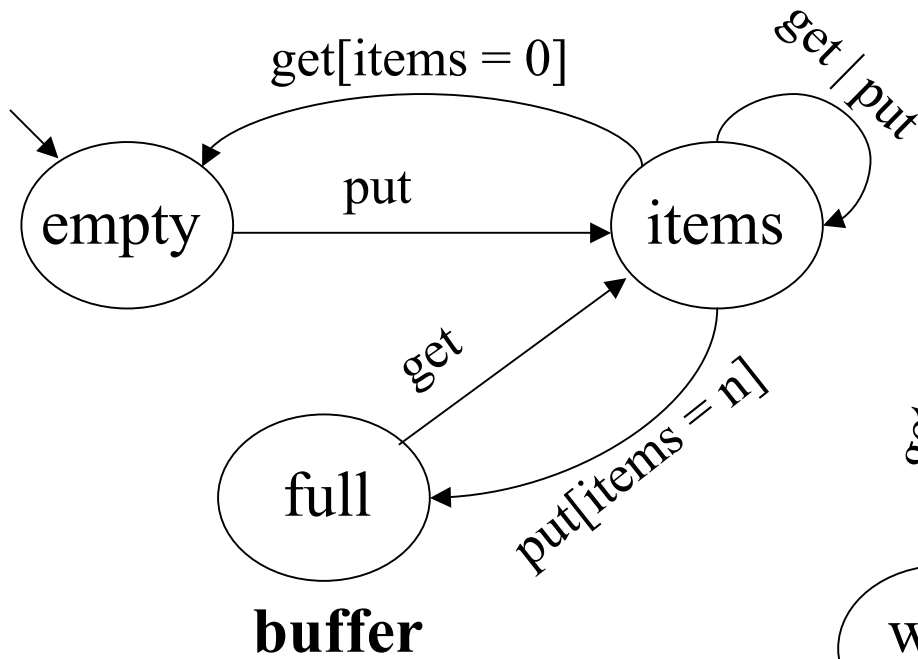 get[items = 0]
get | put
put
empty
items
get
put[items = n]
full
buffer